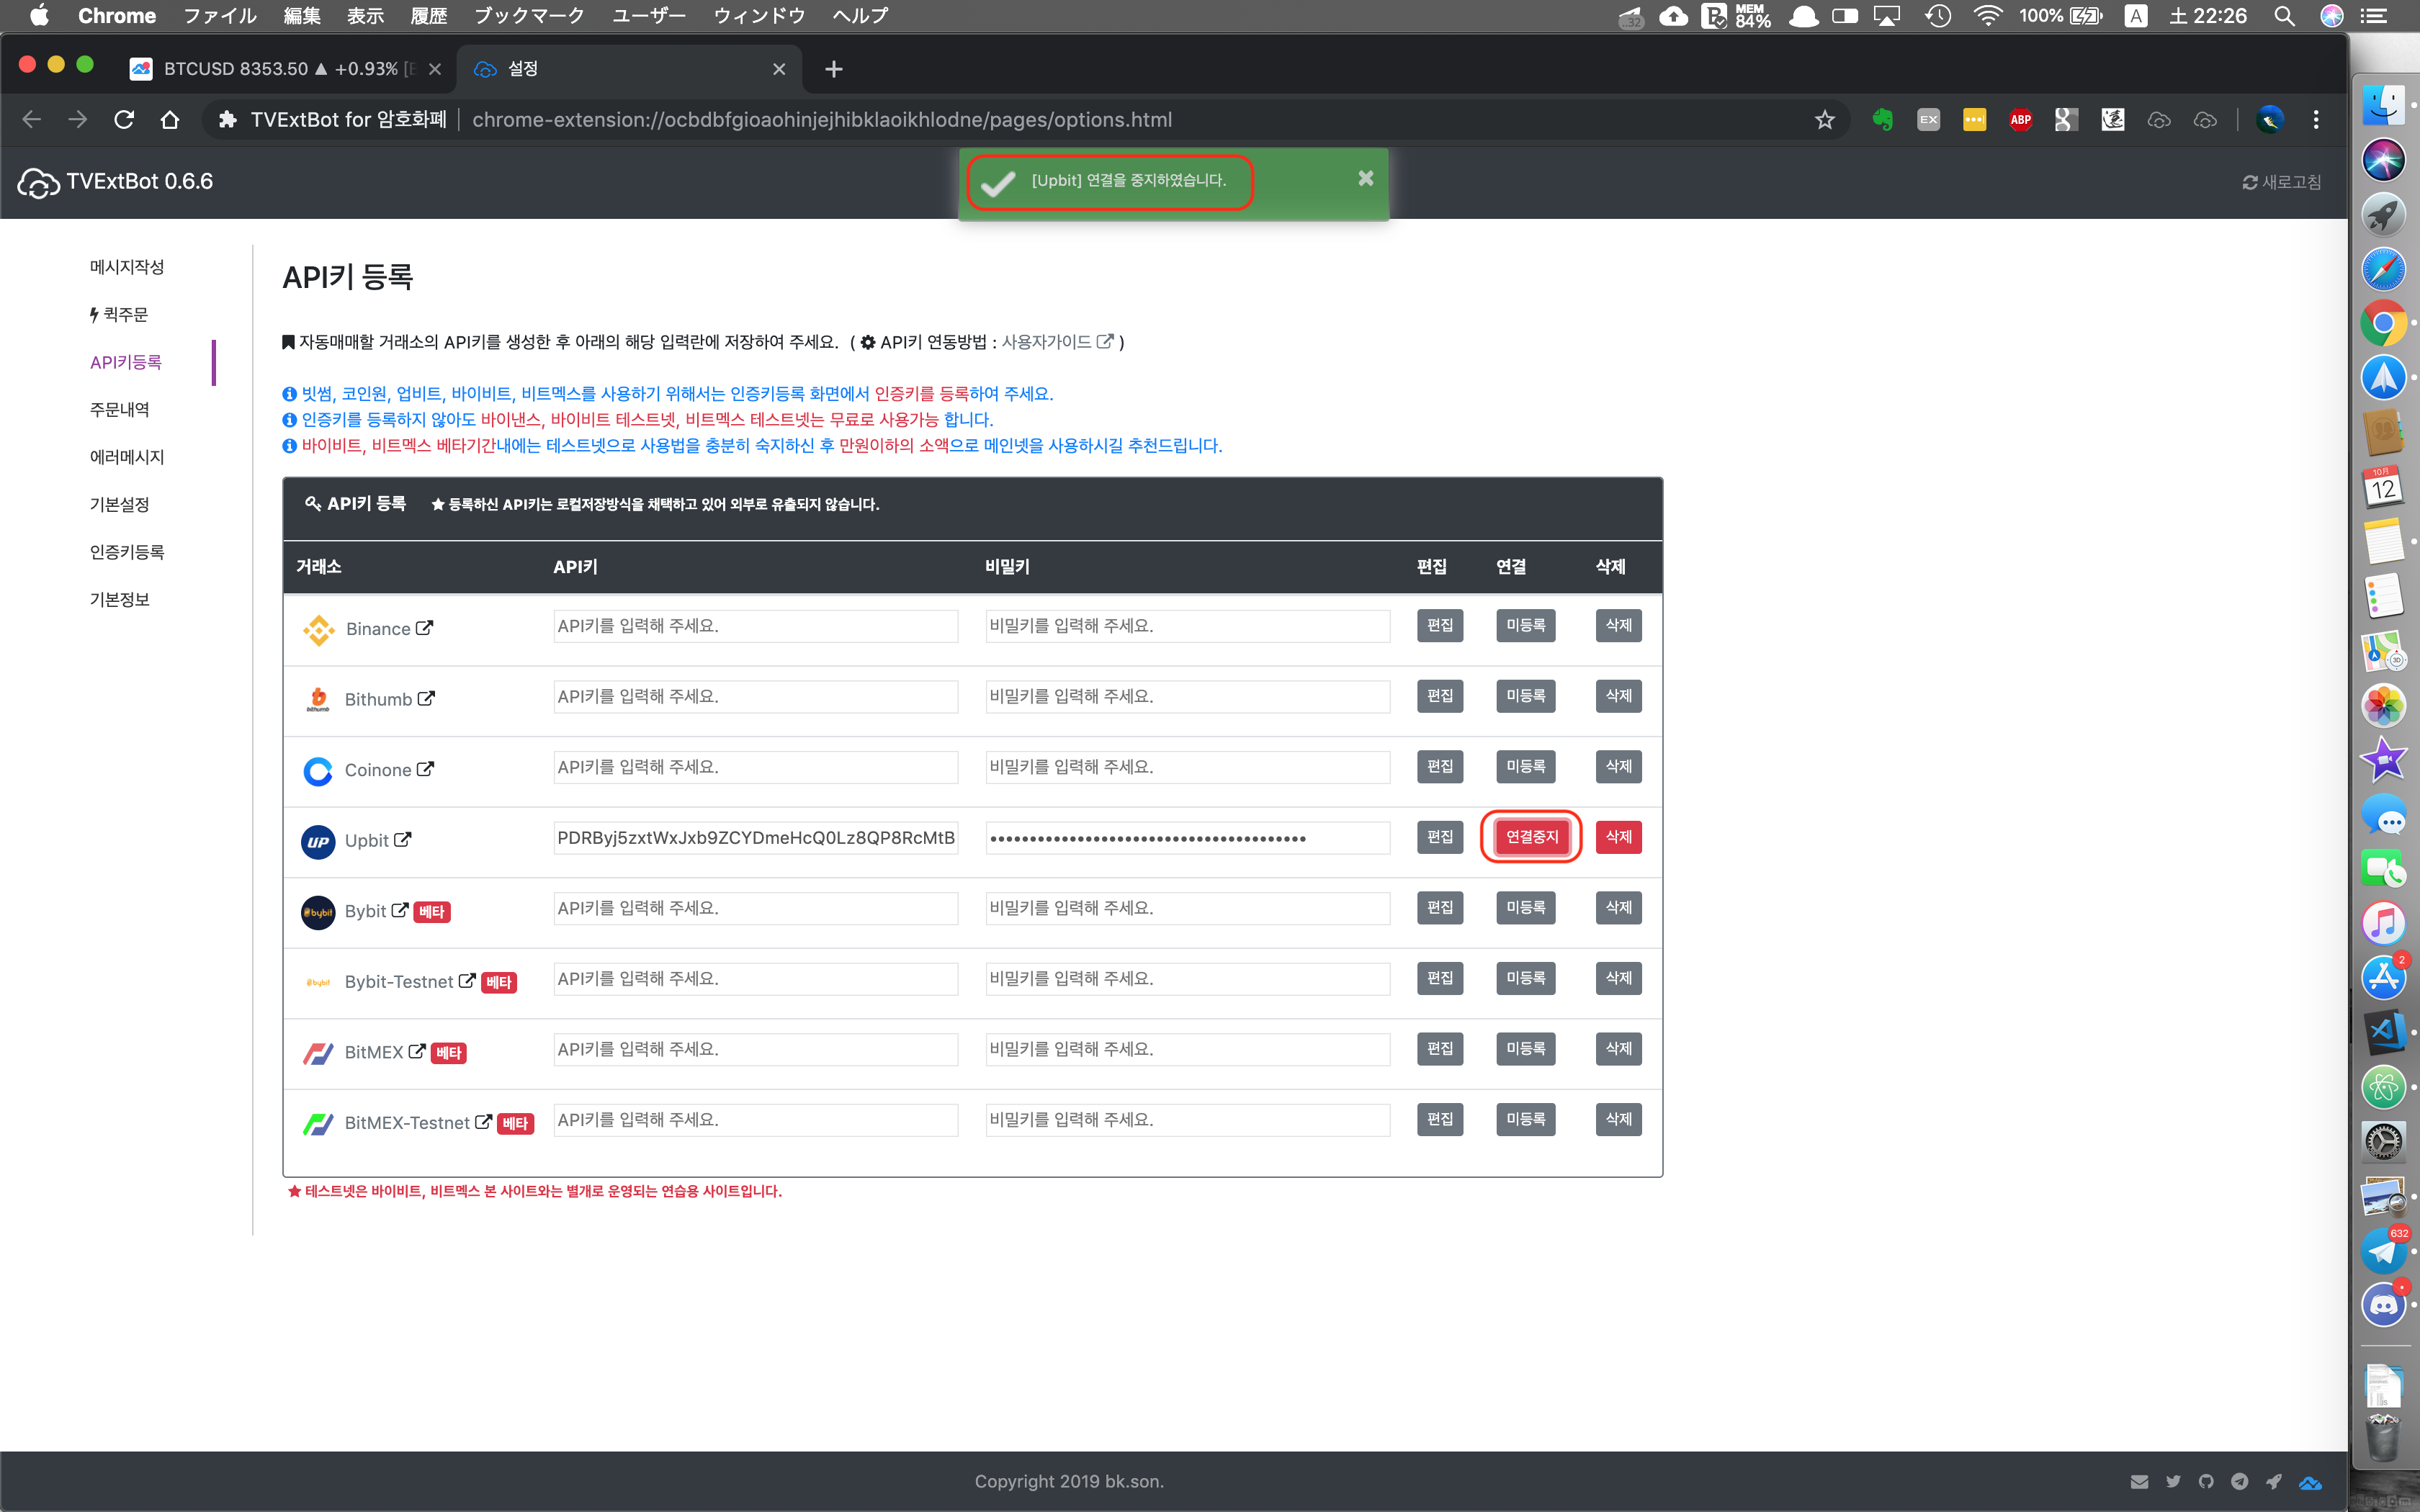 Chrome ファイル 編集 表示 履歴 ブックマーク ユーザー ウィンドウ ヘルプ
MEM 84% 100% A 土 22:26
BTCUSD 8353.50 ▲ +0.93% [
설정
TVExtBot for 암호화폐 chrome-extension://ocbdbfgioaohinjejhibklaoikhlodne/pages/options.html
EX ABP
TVExtBot 0.6.6
[Upbit] 연결을 중지하였습니다.
새로고침
메시지작성
퀵주문
API키등록
주문내역
에러메시지
기본설정
인증키등록
기본정보
API키 등록
자동매매할 거래소의 API키를 생성한 후 아래의 해당 입력란에 저장하여 주세요. ( API키 연동방법 : 사용자가이드 )
빗썸, 코인원, 업비트, 바이비트, 비트멕스를 사용하기 위해서는 인증키등록 화면에서 인증키를 등록하여 주세요.
인증키를 등록하지 않아도 바이낸스, 바이비트 테스트넷, 비트멕스 테스트넷는 무료로 사용가능 합니다.
바이비트, 비트멕스 베타기간내에는 테스트넷으로 사용법을 충분히 숙지하신 후 만원이하의 소액으로 메인넷을 사용하시길 추천드립니다.
API키 등록 ★ 등록하신 API키는 로컬저장방식을 채택하고 있어 외부로 유출되지 않습니다.
거래소 API키 비밀키 편집 연결 삭제
Binance API키를 입력해 주세요. 비밀키를 입력해 주세요. 편집 미등록 삭제
bithumb Bithumb API키를 입력해 주세요. 비밀키를 입력해 주세요. 편집 미등록 삭제
Coinone API키를 입력해 주세요. 비밀키를 입력해 주세요. 편집 미등록 삭제
UP Upbit PDRByj5zxtWxJxb9ZCYDmeHcQ0Lz8QP8RcMtB •••••••••••••••••••••••••••••••••••••••• 편집 연결중지 삭제
bybit Bybit 베타 API키를 입력해 주세요. 비밀키를 입력해 주세요. 편집 미등록 삭제
bybit Bybit-Testnet 베타 API키를 입력해 주세요. 비밀키를 입력해 주세요. 편집 미등록 삭제
BitMEX 베타 API키를 입력해 주세요. 비밀키를 입력해 주세요. 편집 미등록 삭제
BitMEX-Testnet 베타 API키를 입력해 주세요. 비밀키를 입력해 주세요. 편집 미등록 삭제
★ 테스트넷은 바이비트, 비트멕스 본 사이트와는 별개로 운영되는 연습용 사이트입니다.
Copyright 2019 bk.son.
10月
12
3D
2
632